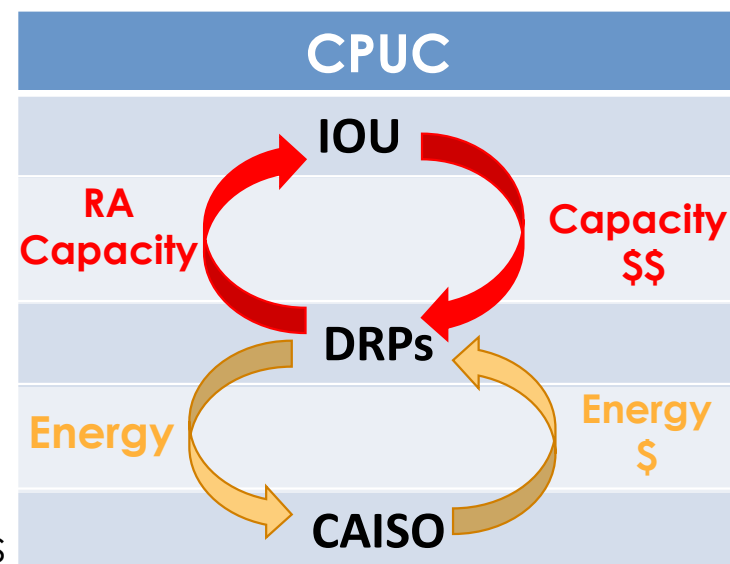 CPUC
IOU
RA
Capacity
Capacity
$$
DRPs
Energy
Energy
$
CAISO